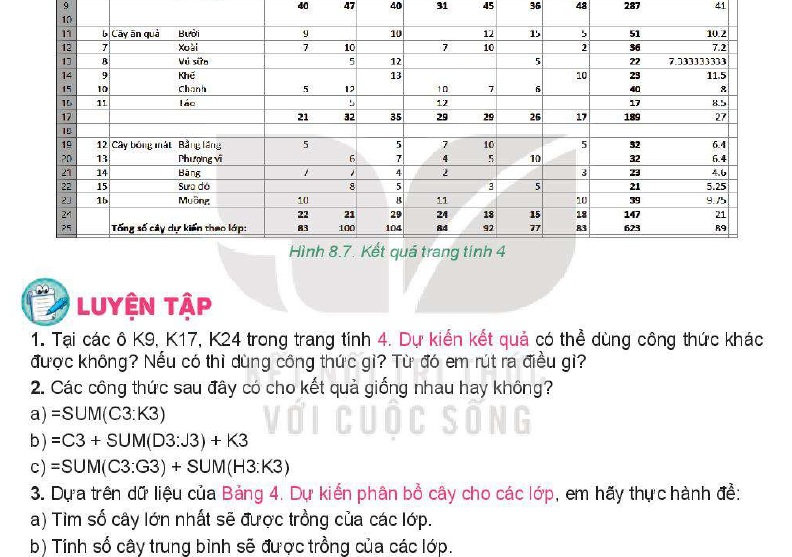 9 40 47 40 31 45 36 48 287 41
10
11 6 Cây ăn quả Bưởi 9 10 12 15 5 51 10.2
12 7 Xoài 7 10 7 10 2 36 7.2
13 8 Vú sữa 5 12 5 22 7.333333333
14 9 Khế 13 10 23 11.5
15 10 Chanh 5 12 10 7 6 40 8
16 11 Táo 5 12 17 8.5
17 21 32 35 29 29 26 17 189 27
18
19 12 Cây bóng mát Bằng lăng 5 5 7 10 5 32 6.4
20 13 Phượng vĩ 6 7 4 5 10 32 6.4
21 14 Bàng 7 7 4 2 3 23 4.6
22 15 Sưa đỏ 8 5 3 5 21 5.25
23 16 Muồng 10 8 11 10 39 9.75
24 22 21 29 24 18 15 18 147 21
25 Tổng số cây dự kiến theo lớp: 83 100 104 84 92 77 83 623 89
Hình 8.7. Kết quả trang tính 4
LUYỆN TẬP
1. Tại các ô K9, K17, K24 trong trang tính 4. Dự kiến kết quả có thể dùng công thức khác
được không? Nếu có thì dùng công thức gì? Từ đó em rút ra điều gì?
KẾT NỐI TRI THỨC
2. Các công thức sau đây có cho kết quả giống nhau hay không?
a) =SUM(C3:K3)
VỚI CUỘC SỐNG
b) =C3 + SUM(D3:J3) + K3
c) =SUM(C3:G3) + SUM(H3:K3)
3. Dựa trên dữ liệu của Bảng 4. Dự kiến phân bổ cây cho các lớp, em hãy thực hành để:
a) Tìm số cây lớn nhất sẽ được trồng của các lớp.
b) Tính số cây trung bình sẽ được trồng của các lớp.